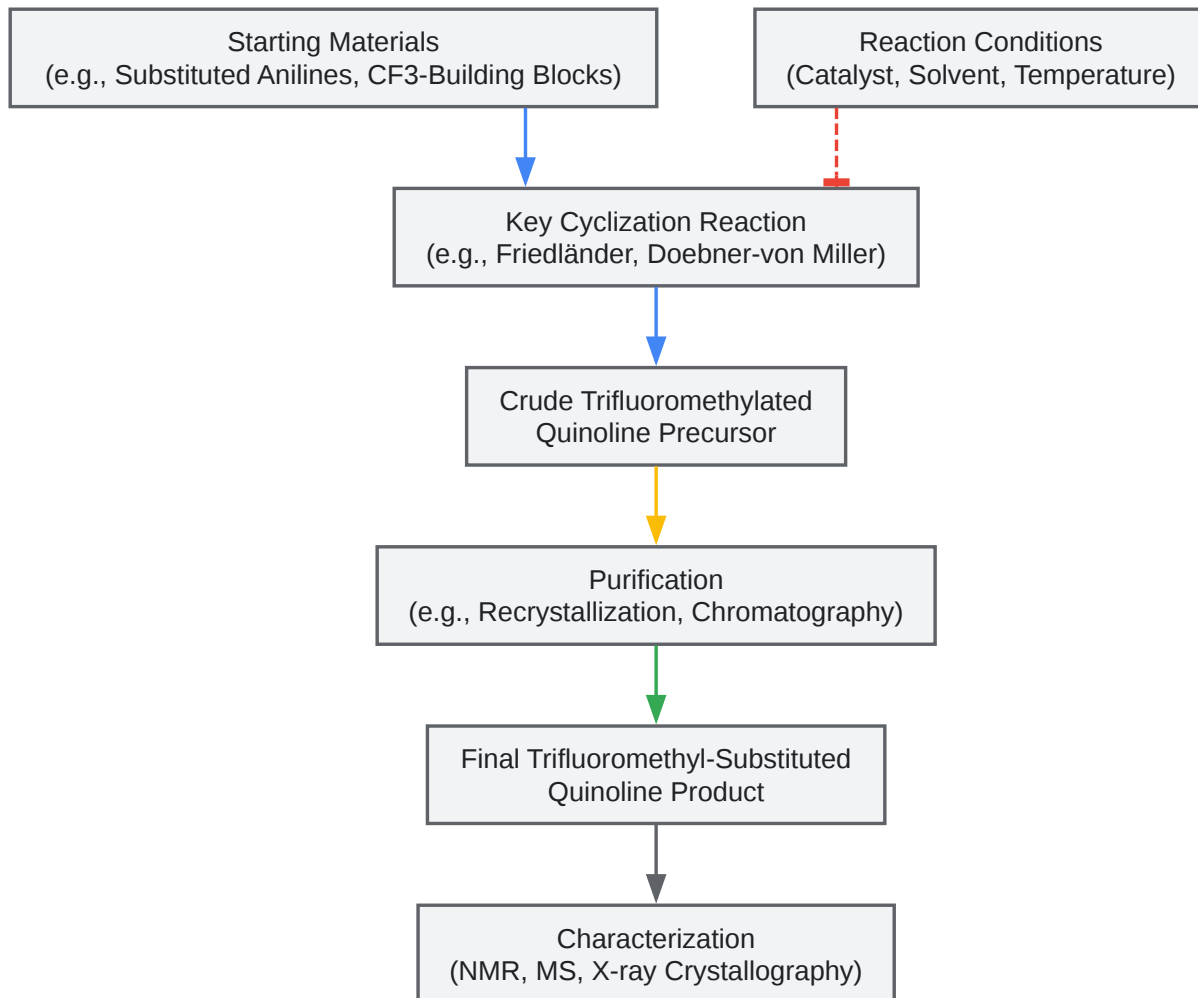 Starting Materials
(e.g., Substituted Anilines, CF3-Building Blocks)
Reaction Conditions
(Catalyst, Solvent, Temperature)
Key Cyclization Reaction
(e.g., Friedländer, Doebner-von Miller)
Crude Trifluoromethylated
Quinoline Precursor
Purification
(e.g., Recrystallization, Chromatography)
Final Trifluoromethyl-Substituted
Quinoline Product
Characterization
(NMR, MS, X-ray Crystallography)